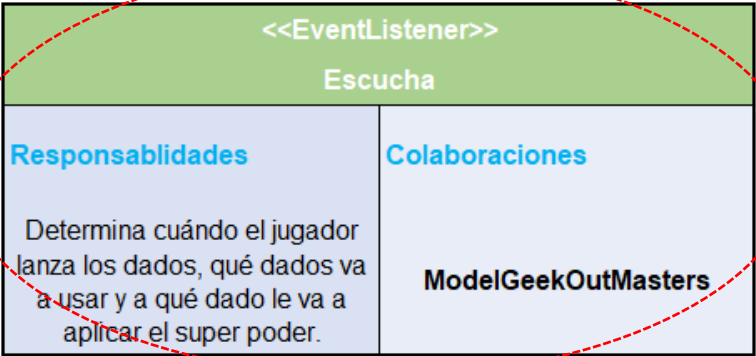 <<EventListener>>
Escucha
Responsablidades
Colaboraciones
Determina cuándo el jugador
lanza los dados, qué dados va
a usar y a qué dado le va a
aplicar el super poder.
ModelGeekOutMasters